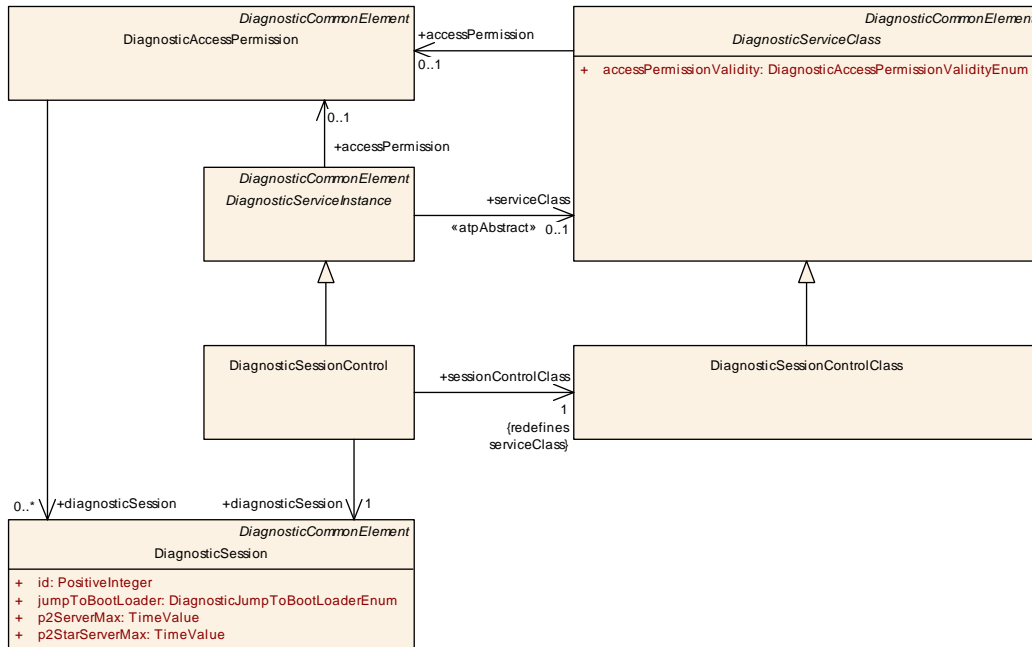 DiagnosticCommonElement
DiagnosticAccessPermission
DiagnosticCommonElement
DiagnosticServiceClass
+ accessPermissionValidity: DiagnosticAccessPermissionValidityEnum
+accessPermission
0..1
0..1
+accessPermission
DiagnosticCommonElement
DiagnosticServiceInstance
+serviceClass
«atpAbstract» 0..1
DiagnosticSessionControl
DiagnosticSessionControlClass
+sessionControlClass
1
{redefines
serviceClass}
0..* +diagnosticSession
+diagnosticSession 1
DiagnosticCommonElement
DiagnosticSession
+ id: PositiveInteger
+ jumpToBootLoader: DiagnosticJumpToBootLoaderEnum
+ p2ServerMax: TimeValue
+ p2StarServerMax: TimeValue